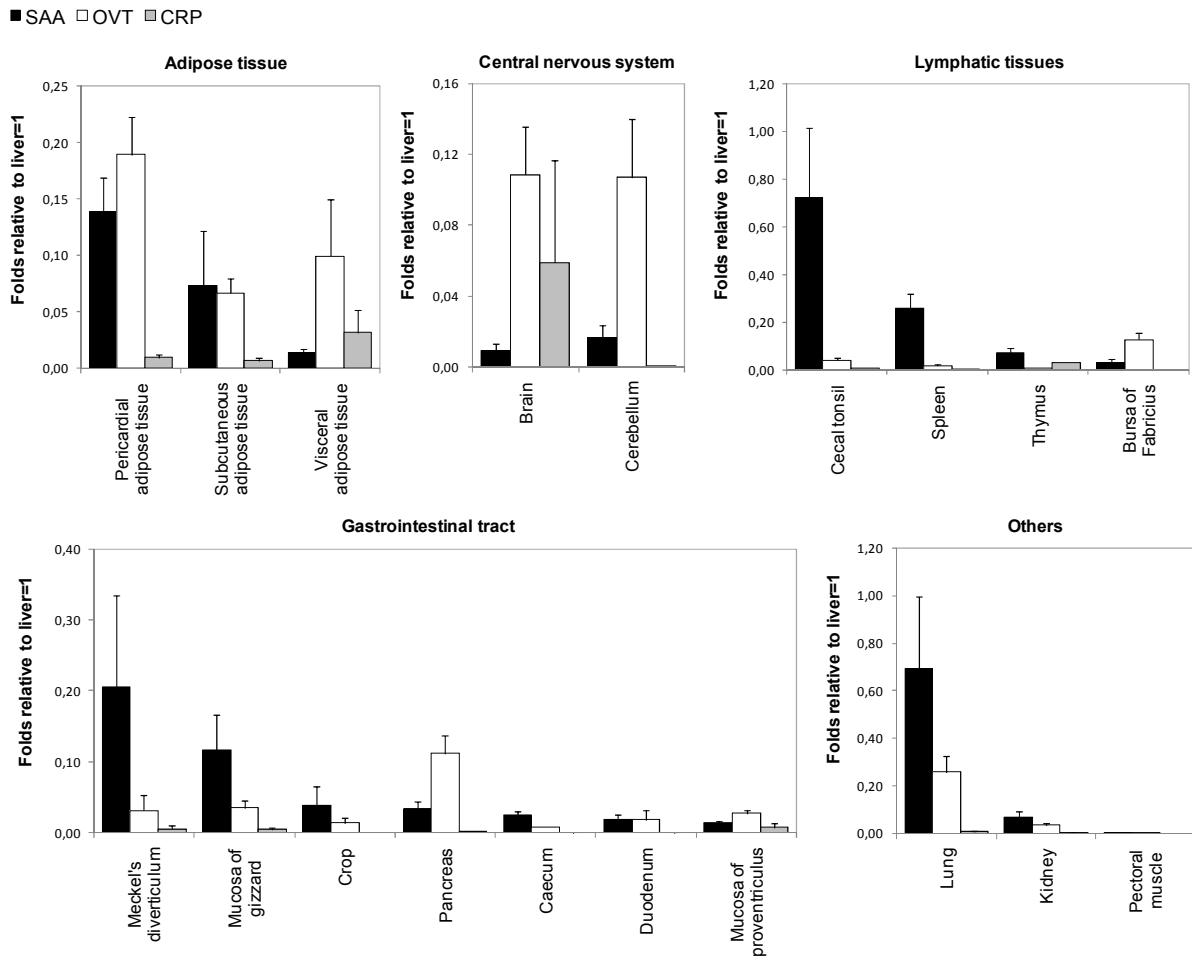 SAA OVT CRP
Adipose tissue
Folds relative to liver=1
0,25
0,20
0,15
0,10
0,05
0,00
Pericardial
adipose tissue
Subcutaneous
adipose tissue
Visceral
adipose tissue
Central nervous system
Folds relative to liver=1
0,16
0,12
0,08
0,04
0,00
Brain
Cerebellum
Lymphatic tissues
Folds relative to liver=1
1,20
1,00
0,80
0,60
0,40
0,20
0,00
Cecal tonsil
Spleen
Thymus
Bursa of
Fabricius
Gastrointestinal tract
Folds relative to liver=1
0,40
0,30
0,20
0,10
0,00
Meckel's
diverticulum
Mucosa of
gizzard
Crop
Pancreas
Caecum
Duodenum
Mucosa of
proventriculus
Others
Folds relative to liver=1
1,20
1,00
0,80
0,60
0,40
0,20
0,00
Lung
Kidney
Pectoral
muscle